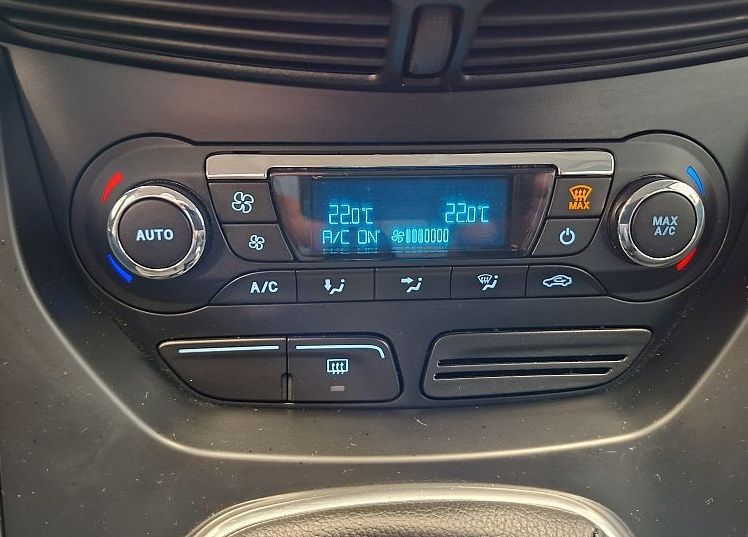 22.0°C 22.0°C
A/C ON
AUTO
MAX
MAX
A/C
A/C